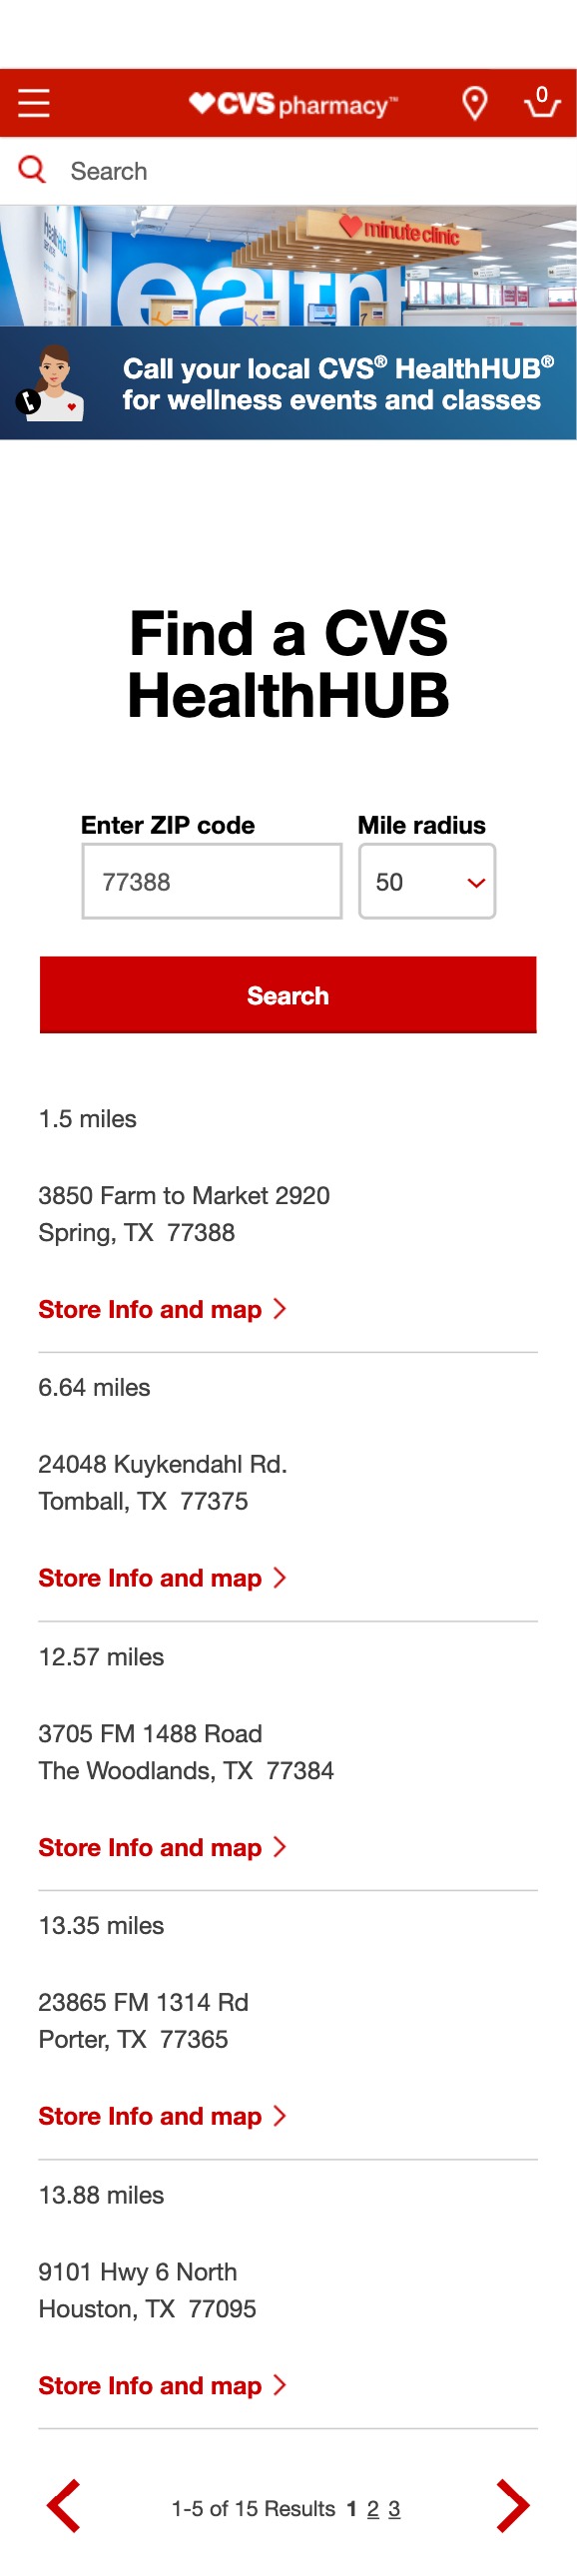 CVS pharmacy™
0
Search
minute clinic
Call your local CVS® HealthHUB®
for wellness events and classes
Find a CVS
HealthHUB
Enter ZIP code
Mile radius
77388
50
Search
1.5 miles
3850 Farm to Market 2920
Spring, TX 77388
Store Info and map
6.64 miles
24048 Kuykendahl Rd.
Tomball, TX 77375
Store Info and map
12.57 miles
3705 FM 1488 Road
The Woodlands, TX 77384
Store Info and map
13.35 miles
23865 FM 1314 Rd
Porter, TX 77365
Store Info and map
13.88 miles
9101 Hwy 6 North
Houston, TX 77095
Store Info and map
1-5 of 15 Results 1 2 3